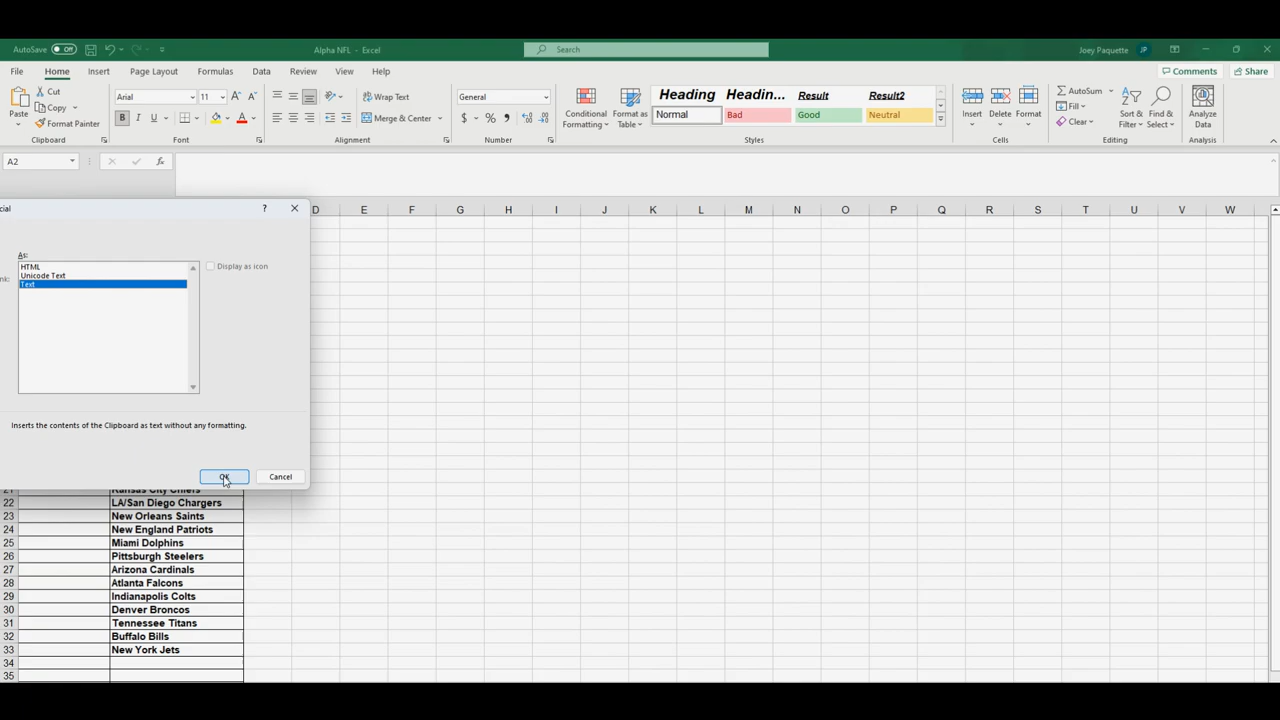 AutoSave Off Alpha NFL - Excel Search Joey Paquette JP
File Home Insert Page Layout Formulas Data Review View Help Comments Share
Paste Cut Copy Format Painter Clipboard
Arial 11 B I U A A A Font
Wrap Text Merge & Center Alignment
General $ % , Number
Conditional Formatting Format as Table
Heading Headin... Result Result2
Normal Bad Good Neutral
Styles
Insert Delete Format Cells
AutoSum Fill Clear Sort & Filter Find & Select Editing
Analyze Data Analysis
A2 fx
D E F G H I J K L M N O P Q R S T U V W
cial ?
As:
HTML
Unicode Text
Text
Display as icon
nk:
Inserts the contents of the Clipboard as text without any formatting.
OK Cancel
21 Kansas City Chiefs
22 LA/San Diego Chargers
23 New Orleans Saints
24 New England Patriots
25 Miami Dolphins
26 Pittsburgh Steelers
27 Arizona Cardinals
28 Atlanta Falcons
29 Indianapolis Colts
30 Denver Broncos
31 Tennessee Titans
32 Buffalo Bills
33 New York Jets
34
35